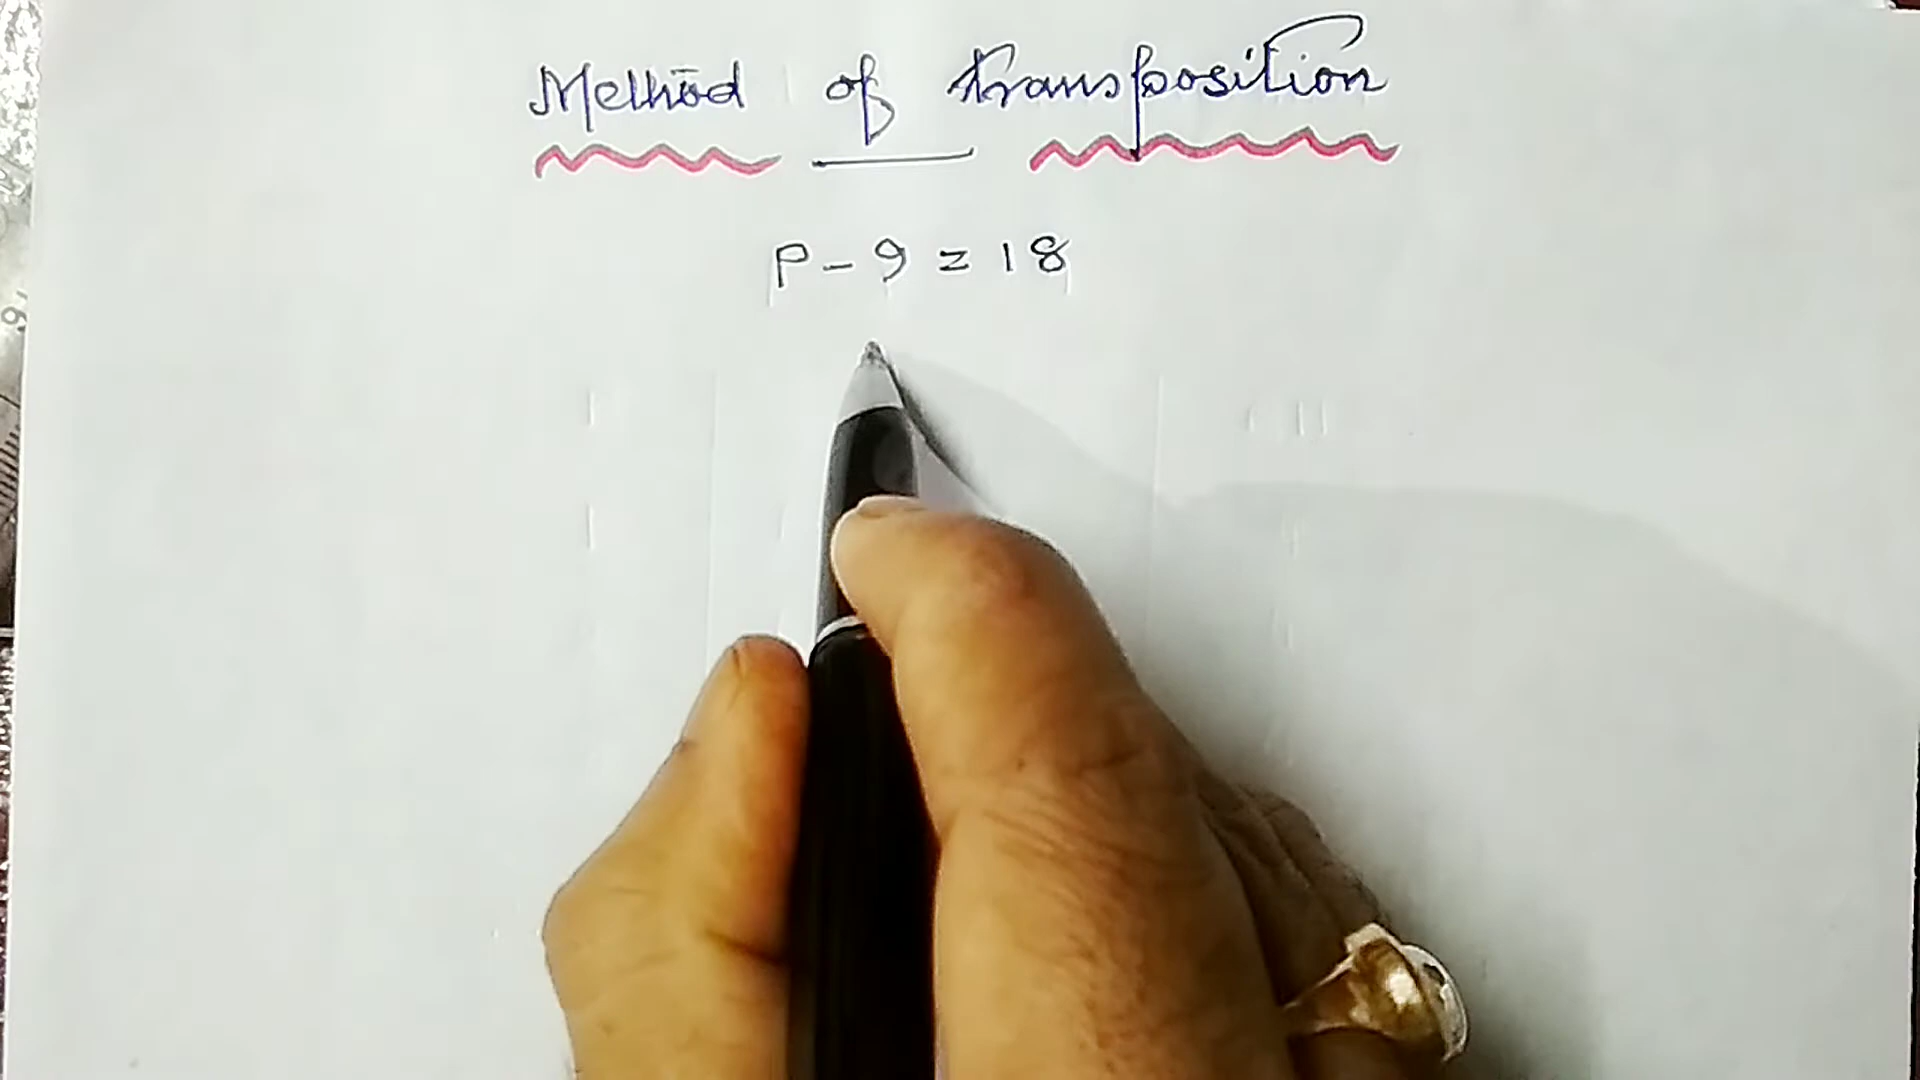 Method of transposition
P - 9 = 18